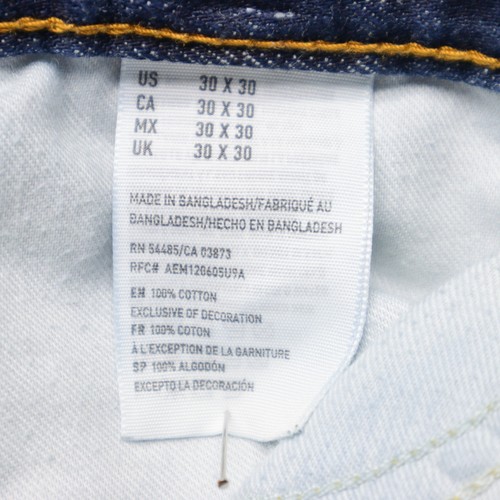 US 30 X 30
CA 30 X 30
MX 30 X 30
UK 30 X 30
MADE IN BANGLADESH/FABRIQUÉ AU
BANGLADESH/HECHO EN BANGLADESH
RN 54485/CA 03873
RFC# AEM120605U9A
EN 100% COTTON
EXCLUSIVE OF DECORATION
FR 100% COTON
À L'EXCEPTION DE LA GARNITURE
SP 100% ALGODÓN
EXCEPTO LA DECORACIÓN